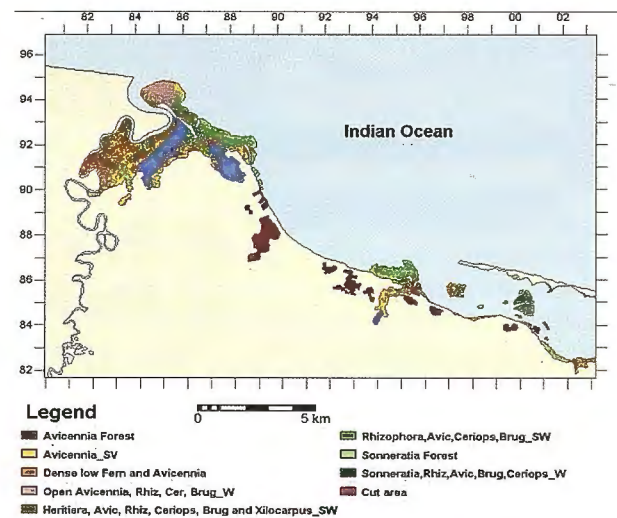 82 84 86 88 90 92 94 96 98 00 02
96
94
92
90
88
86
84
82
Indian Ocean
Legend
0 5 km
Avicennia Forest
Avicennia_SV
Dense low Fern and Avicennia
Open Avicennia, Rhiz, Cer, Brug_W
Heritiera, Avic, Rhiz, Ceriops, Brug and Xilocarpus_SW
Rhizophora,Avic,Ceriops,Brug_SW
Sonneratia Forest
Sonneratia,Rhiz,Avic,Brug,Ceriops_W
Cut area